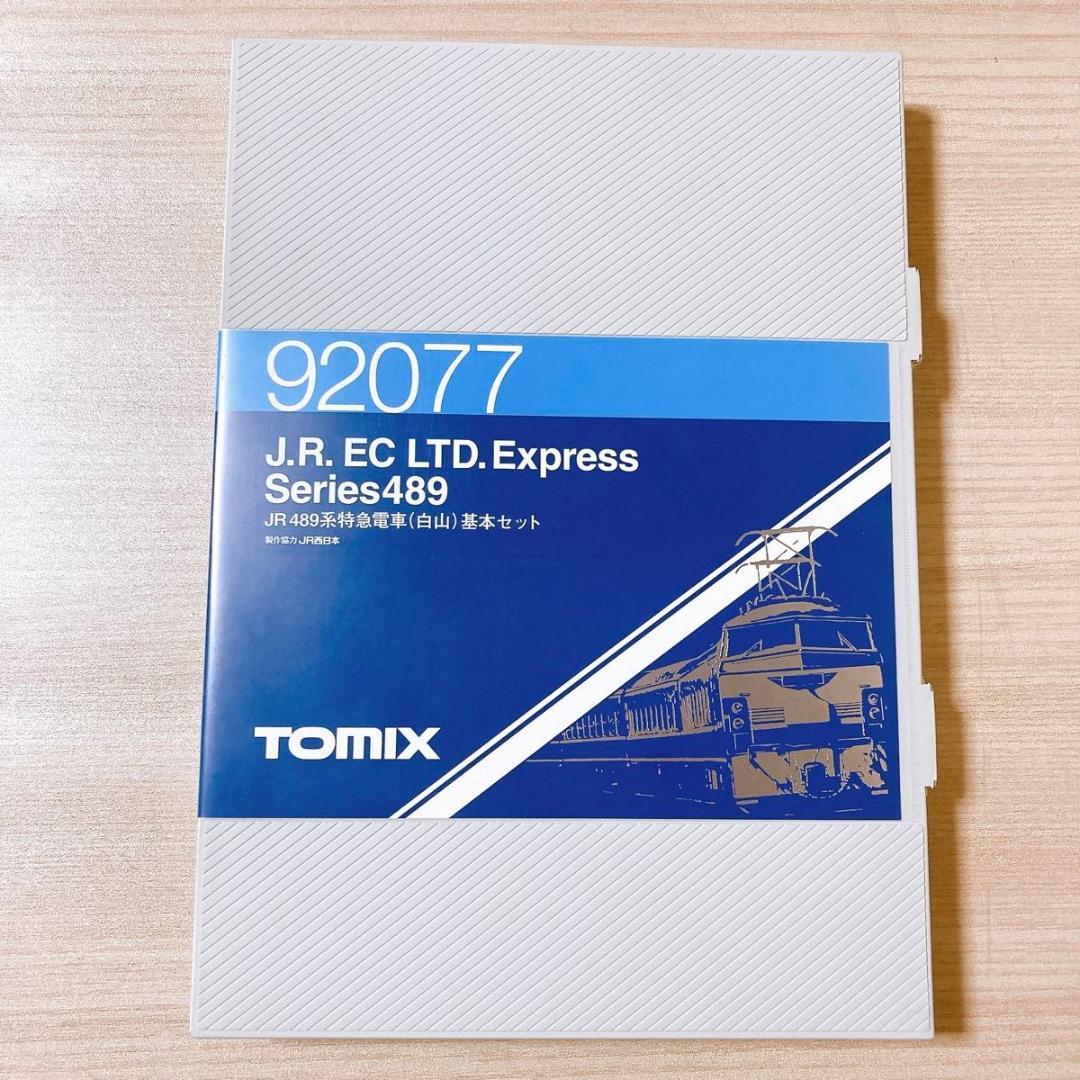 92077
J.R. EC LTD. Express
Series489
JR 489系特急電車(白山)基本セット
製作協力 JR西日本
TOMIX